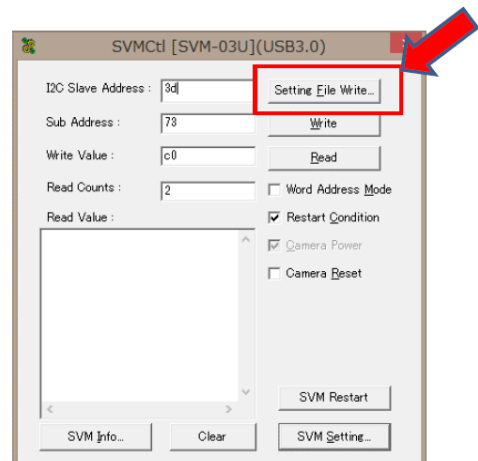 SVMCtl [SVM-03U](USB3.0)
I2C Slave Address : 3d Setting File Write...
Sub Address : 73 Write
Write Value : c0 Read
Read Counts : 2 Word Address Mode
Read Value : Restart Condition
Camera Power
Camera Reset
SVM Restart
SVM Info... Clear SVM Setting...